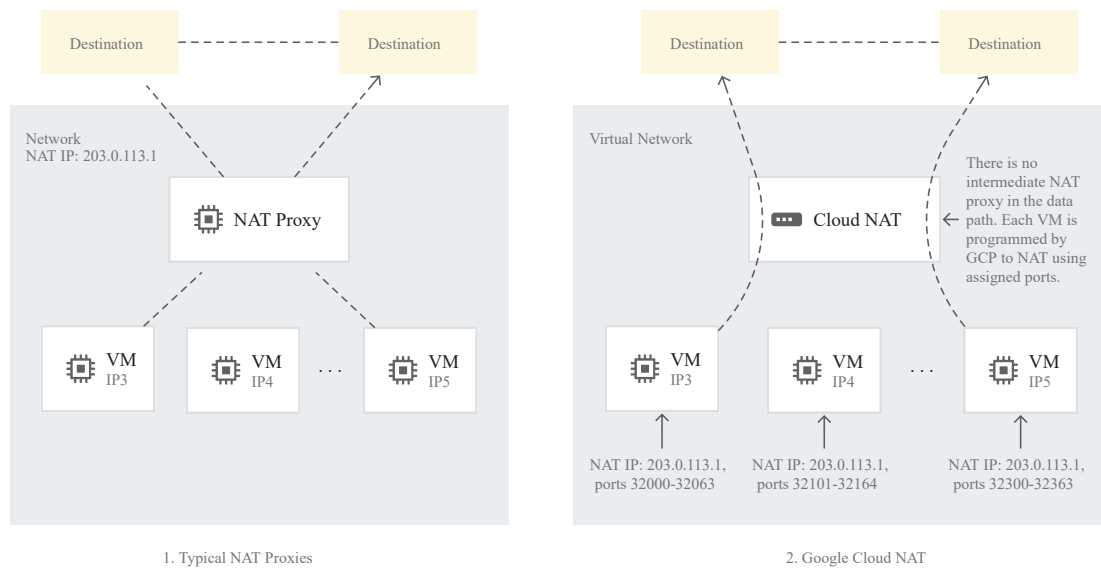 Destination
Destination
Network
NAT IP: 203.0.113.1
NAT Proxy
VM
IP3
VM
IP4
. . .
VM
IP5
1. Typical NAT Proxies
Destination
Destination
Virtual Network
Cloud NAT
There is no
intermediate NAT
proxy in the data
path. Each VM is
programmed by
GCP to NAT using
assigned ports.
VM
IP3
VM
IP4
. . .
VM
IP5
NAT IP: 203.0.113.1,
ports 32000-32063
NAT IP: 203.0.113.1,
ports 32101-32164
NAT IP: 203.0.113.1,
ports 32300-32363
2. Google Cloud NAT